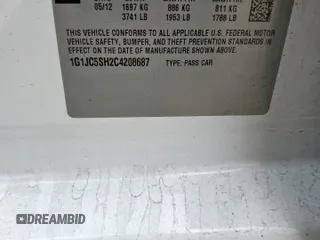 05/12 1697 KG 886 KG 811 KG
3741 LB 1953 LB 1788 LB
THIS VEHICLE CONFORMS TO ALL APPLICABLE U.S. FEDERAL MOTOR
VEHICLE SAFETY, BUMPER, AND THEFT PREVENTION STANDARDS
IN EFFECT ON THE DATE OF MANUFACTURE SHOWN ABOVE.
1G1JC5SH2C4208687 TYPE: PASS CAR
DREAMBID